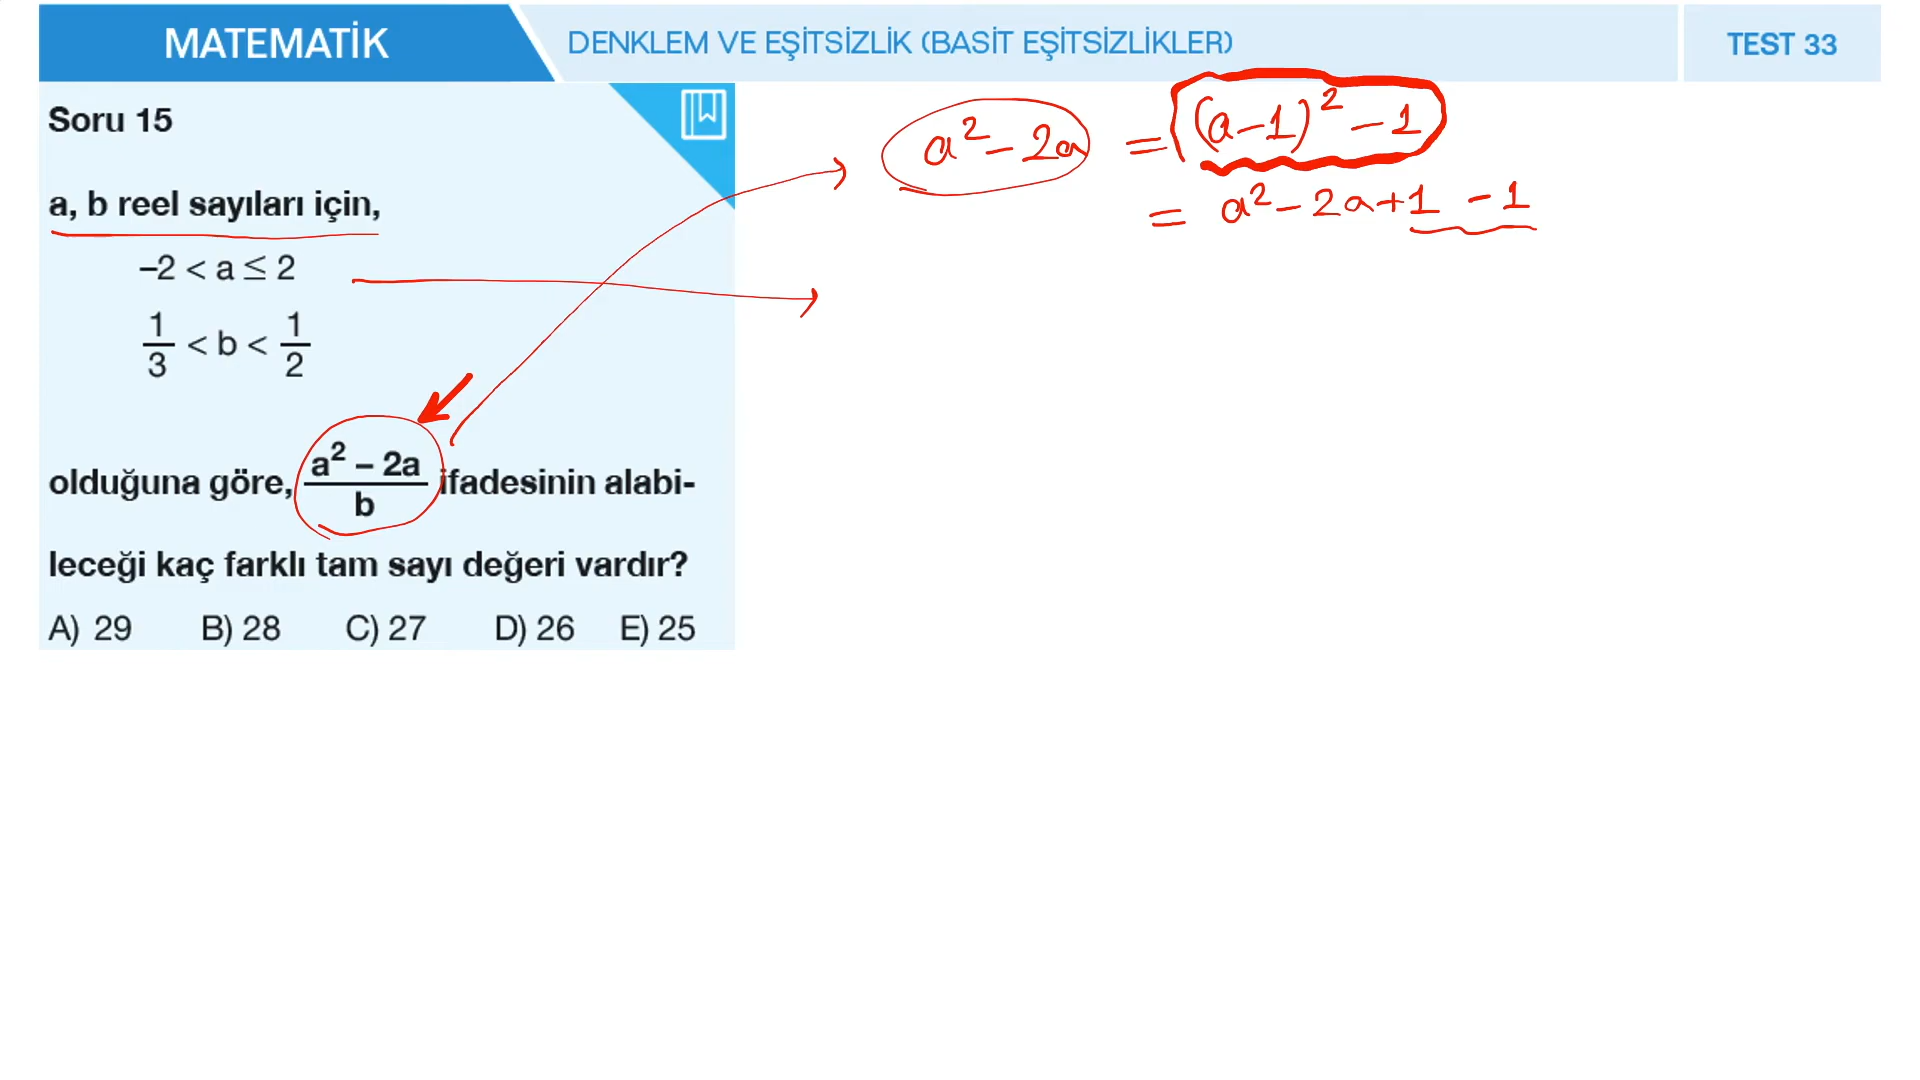 MATEMATİK
DENKLEM VE EŞİTSİZLİK (BASİT EŞİTSİZLİKLER)
TEST 33
Soru 15
a, b reel sayıları için,
–2 < a ≤ 2
1/3 < b < 1/2
olduğuna göre, (a² – 2a)/b ifadesinin alabi-
leceği kaç farklı tam sayı değeri vardır?
A) 29 B) 28 C) 27 D) 26 E) 25
a² – 2a = (a–1)² – 1
= a² – 2a + 1 – 1